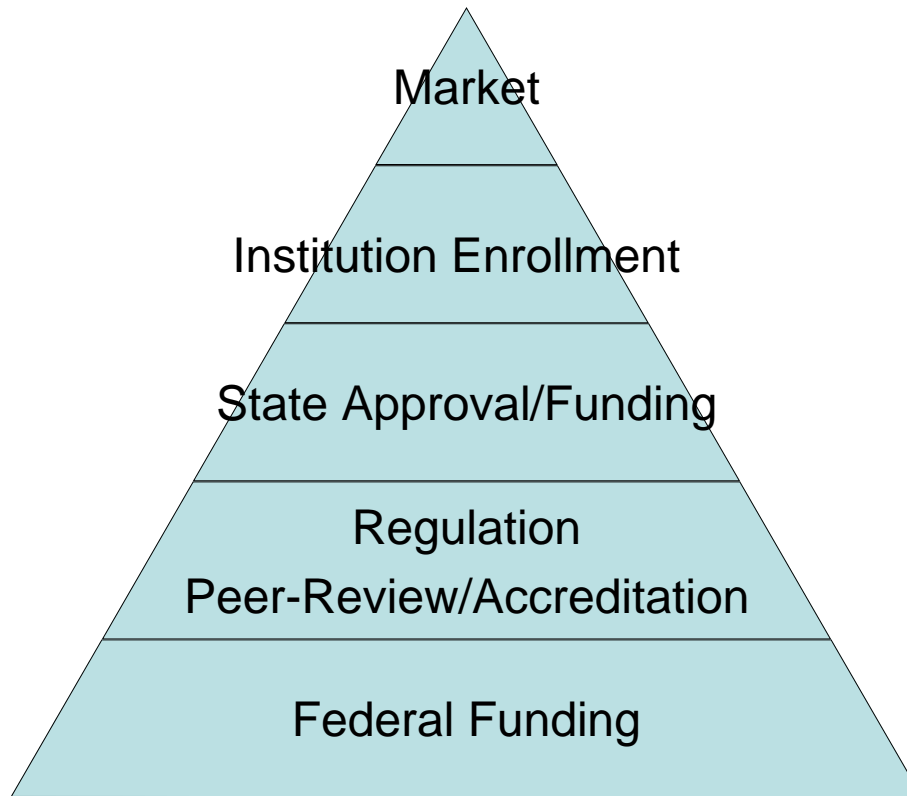 Market
Institution Enrollment
State Approval/Funding
Regulation
Peer-Review/Accreditation
Federal Funding